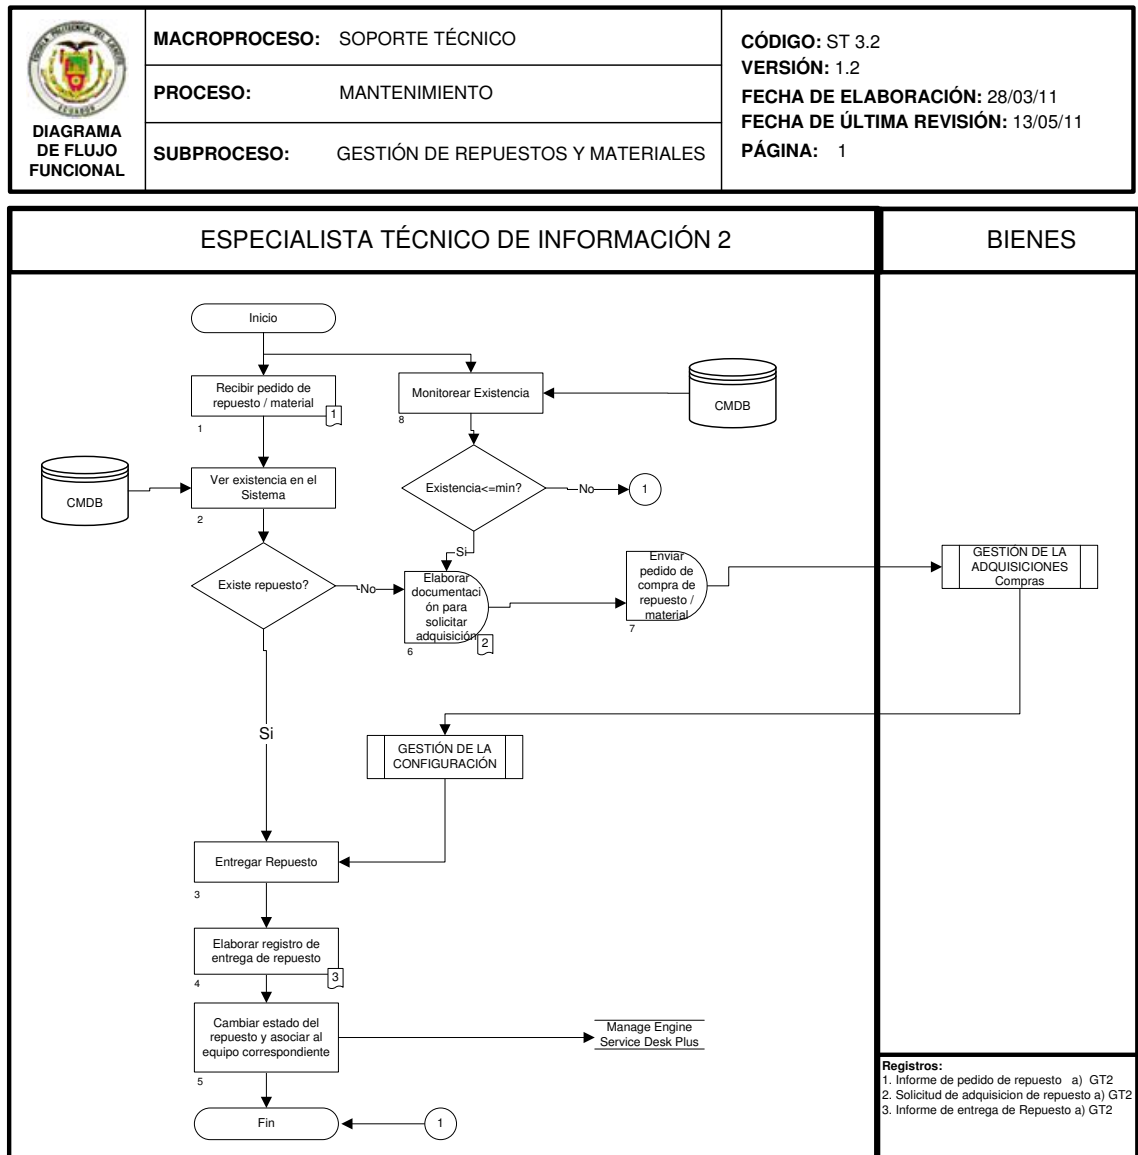 ESCUELA POLITECNICA DEL EJERCITO
ECUADOR
DIAGRAMA
DE FLUJO
FUNCIONAL
MACROPROCESO: SOPORTE TÉCNICO
PROCESO: MANTENIMIENTO
SUBPROCESO: GESTIÓN DE REPUESTOS Y MATERIALES
CÓDIGO: ST 3.2
VERSIÓN: 1.2
FECHA DE ELABORACIÓN: 28/03/11
FECHA DE ÚLTIMA REVISIÓN: 13/05/11
PÁGINA: 1
ESPECIALISTA TÉCNICO DE INFORMACIÓN 2
BIENES
Inicio
Recibir pedido de
repuesto / material
1
1
Monitorear Existencia
8
CMDB
Ver existencia en el
Sistema
2
CMDB
Existencia<=min?
No
1
Si
Existe repuesto?
No
Elaborar
documentaci
ón para
solicitar
adquisición
2
6
Enviar
pedido de
compra de
repuesto /
material
7
GESTIÓN DE LA
ADQUISICIONES
Compras
Si
GESTIÓN DE LA
CONFIGURACIÓN
Entregar Repuesto
3
Elaborar registro de
entrega de repuesto
3
4
Cambiar estado del
repuesto y asociar al
equipo correspondiente
5
Manage Engine
Service Desk Plus
Fin
1
Registros:
1. Informe de pedido de repuesto a) GT2
2. Solicitud de adquisicion de repuesto a) GT2
3. Informe de entrega de Repuesto a) GT2